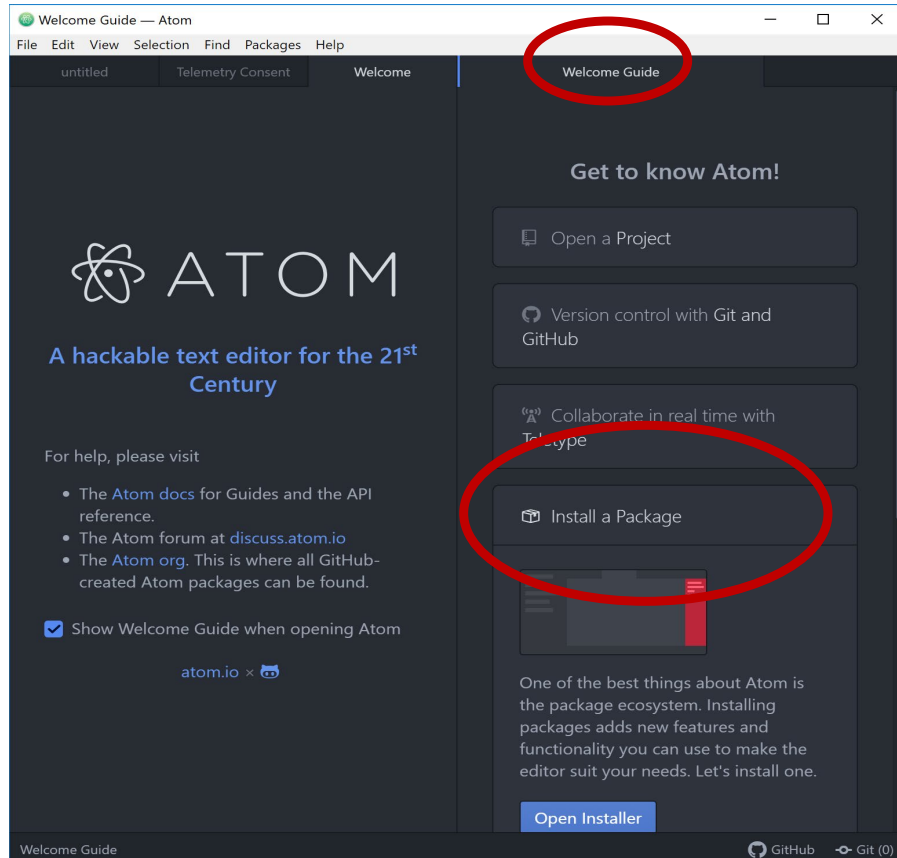 Welcome Guide — Atom
File Edit View Selection Find Packages Help
untitled Telemetry Consent Welcome
ATOM
A hackable text editor for the 21st
Century
For help, please visit
• The Atom docs for Guides and the API
reference.
• The Atom forum at discuss.atom.io
• The Atom org. This is where all GitHub-
created Atom packages can be found.
Show Welcome Guide when opening Atom
atom.io ×
Welcome Guide
Get to know Atom!
Open a Project
Version control with Git and
GitHub
Collaborate in real time with
Teletype
Install a Package
One of the best things about Atom is
the package ecosystem. Installing
packages adds new features and
functionality you can use to make the
editor suit your needs. Let's install one.
Open Installer
Welcome Guide GitHub Git (0)